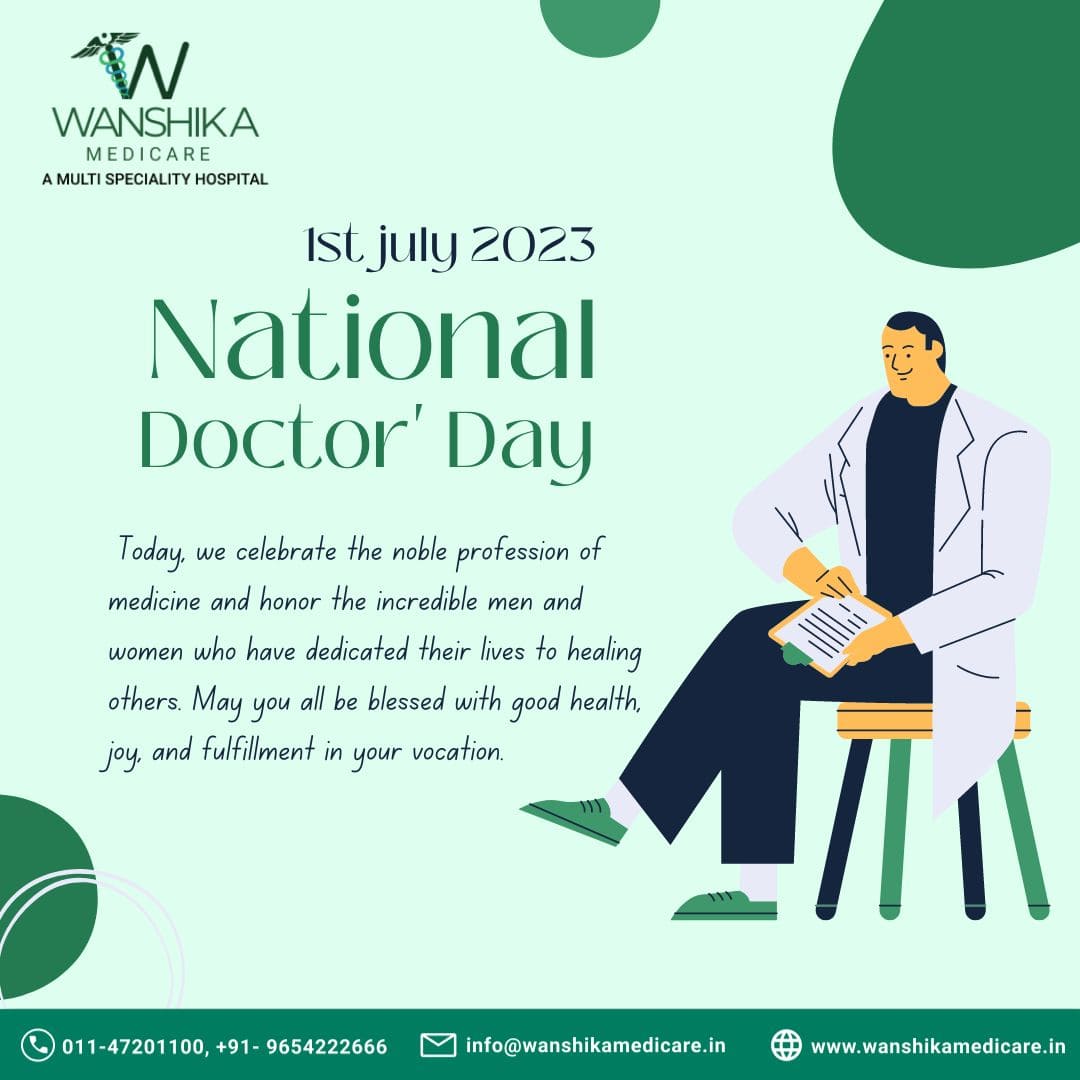 W
WANSHIKA
MEDICARE
A MULTI SPECIALITY HOSPITAL
1st july 2023
National
Doctor' Day
Today, we celebrate the noble profession of
medicine and honor the incredible men and
women who have dedicated their lives to healing
others. May you all be blessed with good health,
joy, and fulfillment in your vocation.
011-47201100, +91- 9654222666 info@wanshikamedicare.in www.wanshikamedicare.in